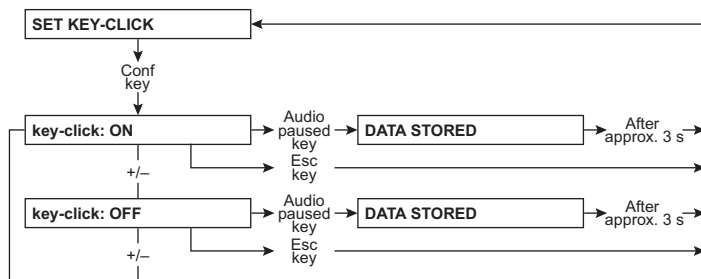 SET KEY-CLICK
Conf
key
key-click: ON
Audio
paused
key
DATA STORED
After
approx. 3 s
Esc
key
+/–
key-click: OFF
Audio
paused
key
DATA STORED
After
approx. 3 s
Esc
key
+/–